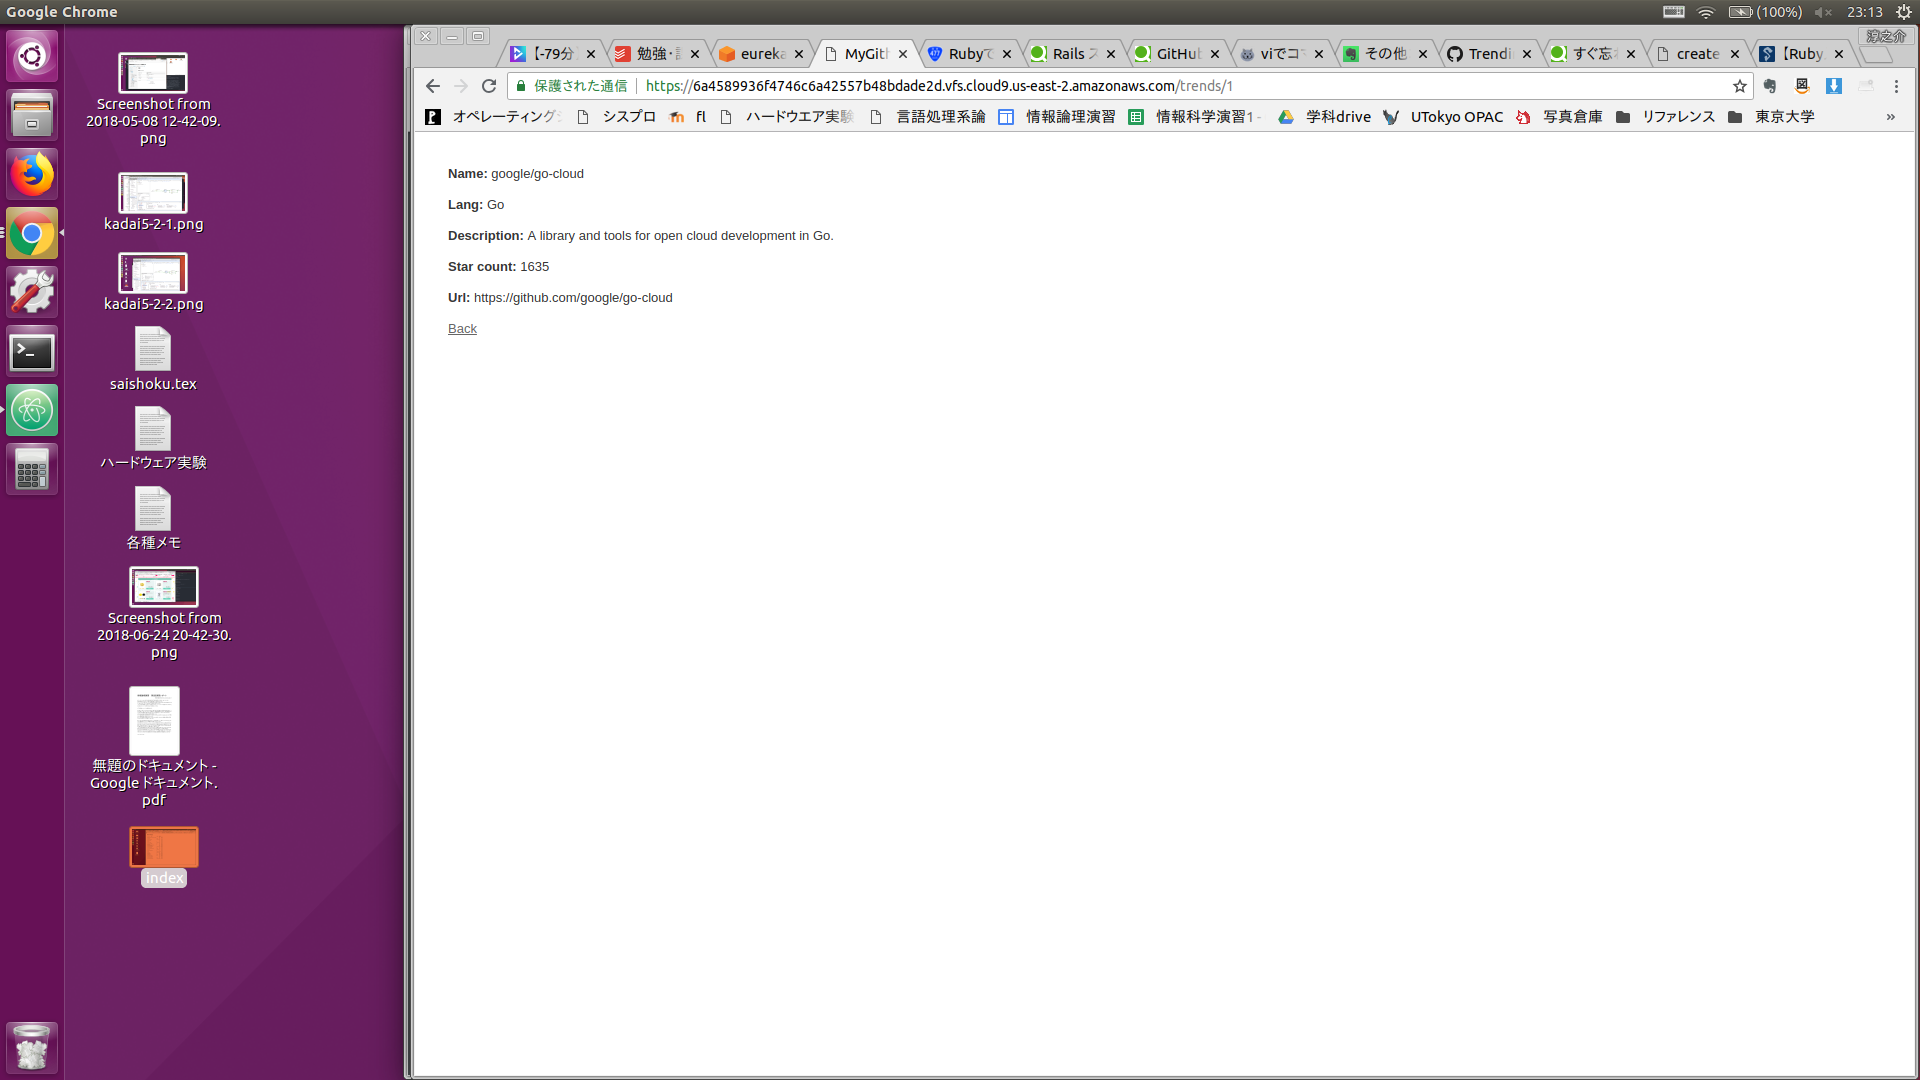 Google Chrome
(100%)
23:13
淳之介
Screenshot from
2018-05-08 12-42-09.
png
kadai5-2-1.png
kadai5-2-2.png
saishoku.tex
ハードウェア実験
各種メモ
Screenshot from
2018-06-24 20-42-30.
png
無題のドキュメント -
Google ドキュメント.
pdf
index
【-79分
勉強・
eureka
MyGith
Rubyで
Rails
GitHub
viでコ
その他
Trendi
すぐ忘
create
【Ruby
保護された通信
https://6a4589936f4746c6a42557b48bdade2d.vfs.cloud9.us-east-2.amazonaws.com/trends/1
オペレーティング
シスプロ
fl
ハードウエア実験
言語処理系論
情報論理演習
情報科学演習1 -
学科drive
UTokyo OPAC
写真倉庫
リファレンス
東京大学
»
Name: google/go-cloud
Lang: Go
Description: A library and tools for open cloud development in Go.
Star count: 1635
Url: https://github.com/google/go-cloud
Back